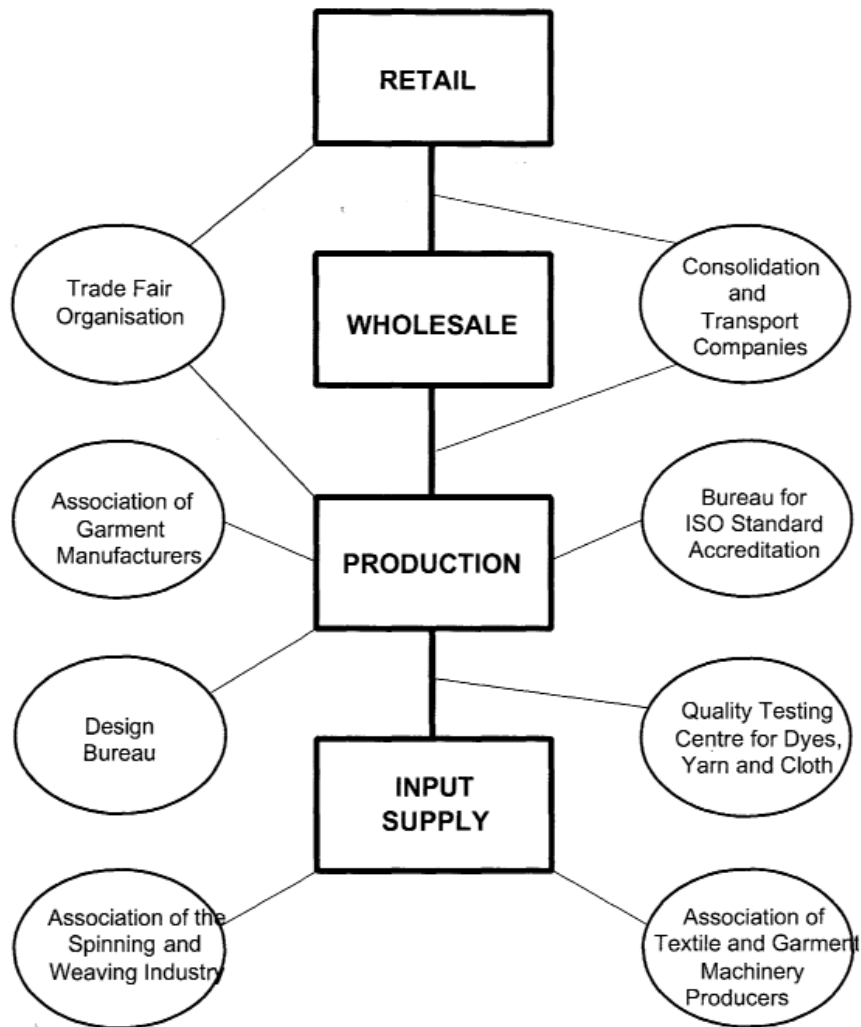 RETAIL
Trade Fair
Organisation
WHOLESALE
Consolidation
and
Transport
Companies
Association of
Garment
Manufacturers
PRODUCTION
Bureau for
ISO Standard
Accreditation
Design
Bureau
INPUT
SUPPLY
Quality Testing
Centre for Dyes,
Yarn and Cloth
Association of the
Spinning and
Weaving Industry
Association of
Textile and Garment
Machinery
Producers